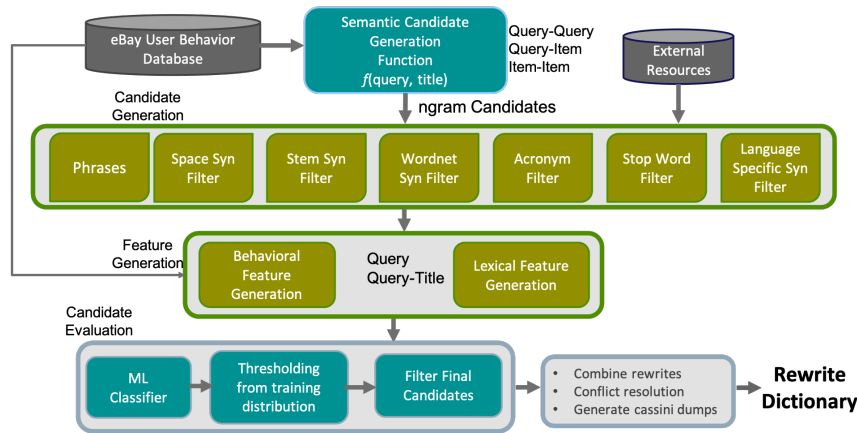 eBay User Behavior
Database
Semantic Candidate
Generation
Function
f(query, title)
Query-Query
Query-Item
Item-Item
External
Resources
Candidate
Generation
ngram Candidates
Phrases
Space Syn
Filter
Stem Syn
Filter
Wordnet
Syn Filter
Acronym
Filter
Stop Word
Filter
Language
Specific Syn
Filter
Feature
Generation
Behavioral
Feature
Generation
Query
Query-Title
Lexical Feature
Generation
Candidate
Evaluation
ML
Classifier
Thresholding
from training
distribution
Filter Final
Candidates
• Combine rewrites
• Conflict resolution
• Generate cassini dumps
Rewrite
Dictionary